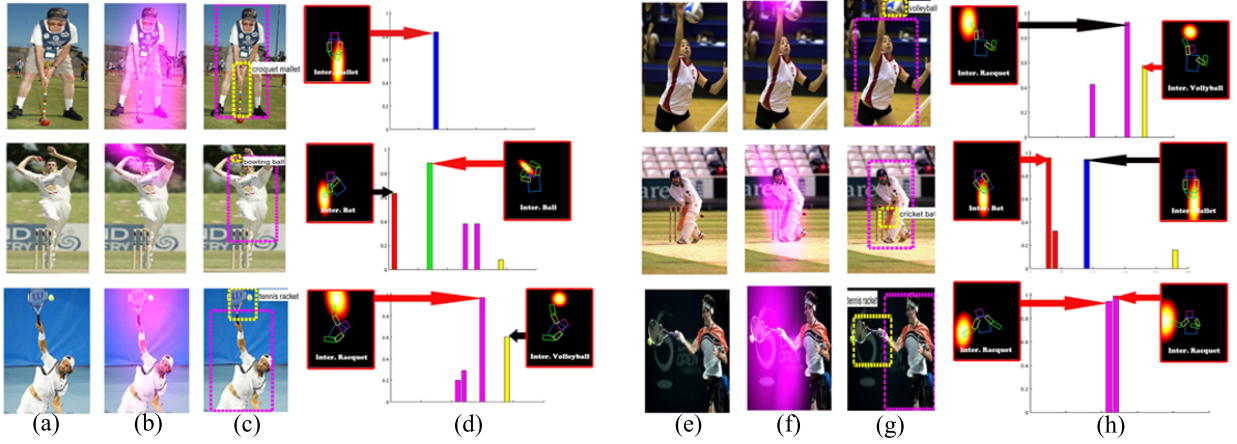 volleyball
croquet mallet
Inter. Mallet
Inter. Racquet
Inter. Vollyball
bowling ball
Inter. Bat
Inter. Ball
are
cricket bat
Inter. Bat
Inter. Mallet
tennis racket
Inter. Racquet
Inter. Volleyball
tennis racket
Inter. Racquet
Inter. Racquet
(a) (b) (c) (d) (e) (f) (g) (h)